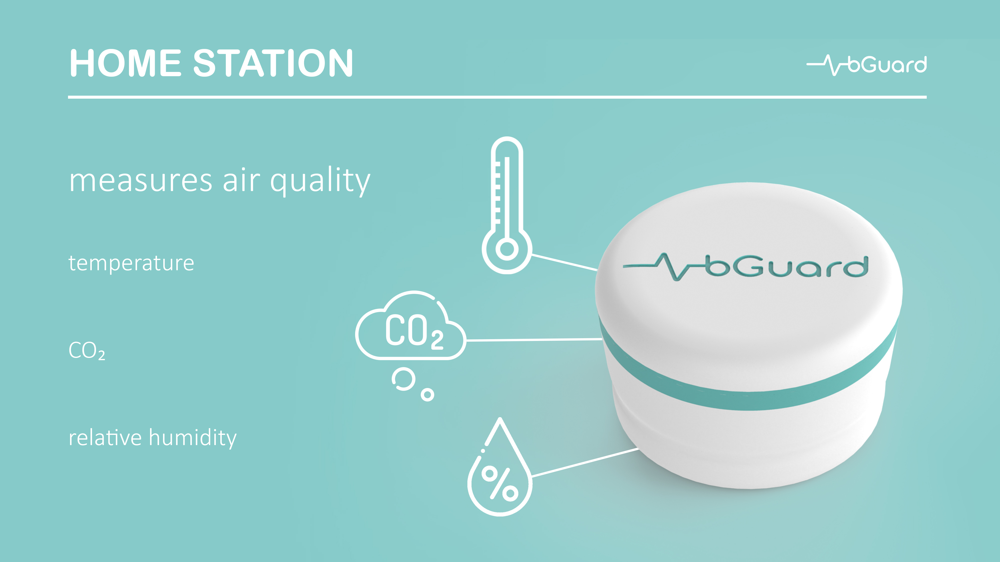 HOME STATION
bGuard
measures air quality
temperature
CO₂
relative humidity
CO₂
%
bGuard